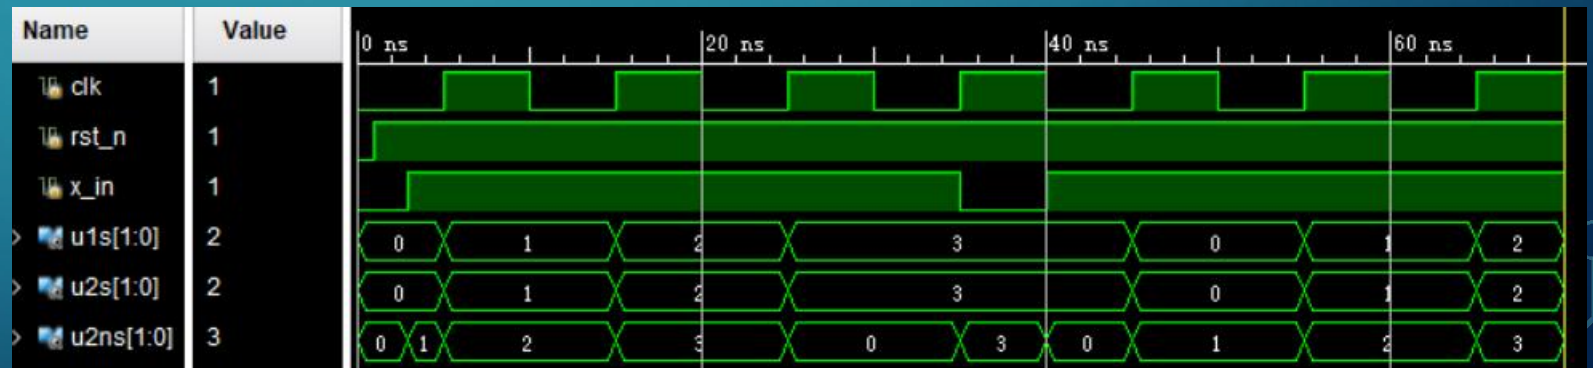 Name Value 0 ns 20 ns 40 ns 60 ns
clk 1
rst_n 1
x_in 1
u1s[1:0] 2 0 1 2 3 0 1 2
u2s[1:0] 2 0 1 2 3 0 1 2
u2ns[1:0] 3 0 1 2 3 0 3 0 1 2 3